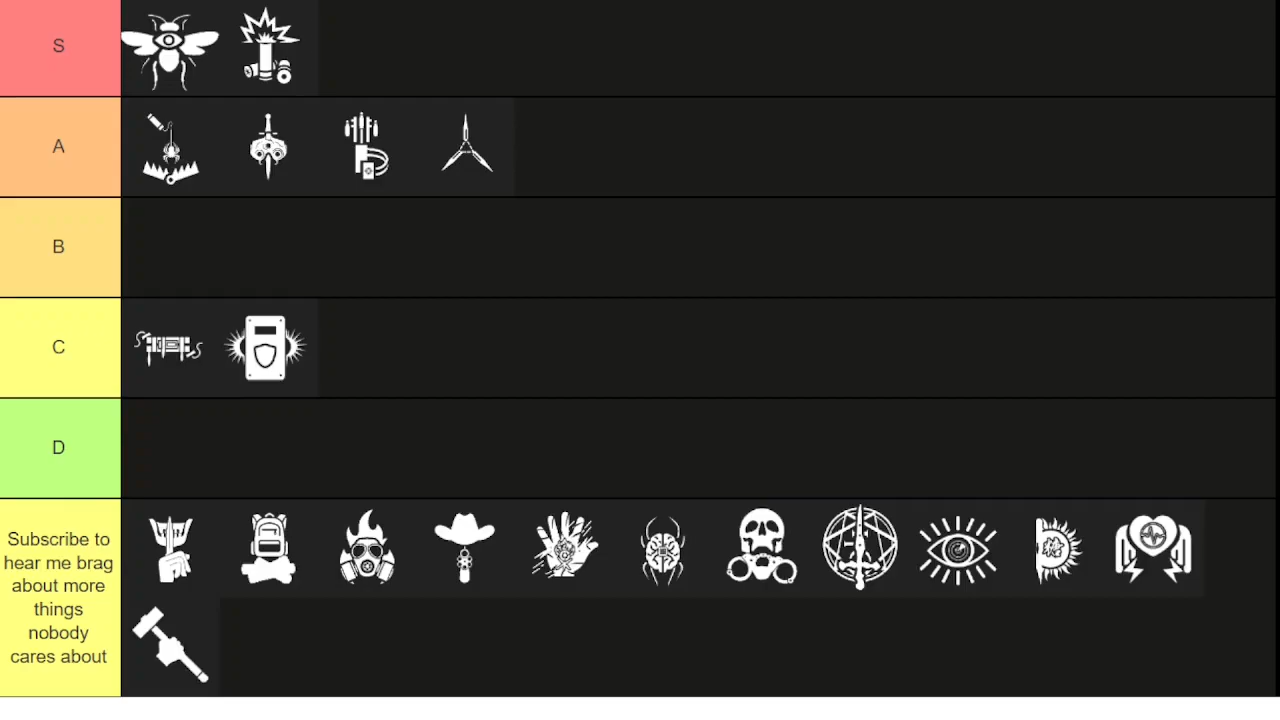 S
A
B
C
D
Subscribe to
hear me brag
about more
things
nobody
cares about